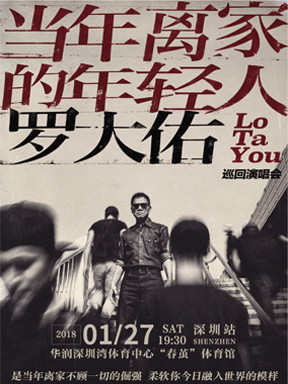 当年离家
的年轻人
罗大佑
Lo
Ta
You
巡回演唱会
2018
01/27
SAT
19:30
深圳站
SHENZHEN
华润深圳湾体育中心“春茧”体育馆
是当年离家不顾一切的倔强 柔软你今日融入世界的模样